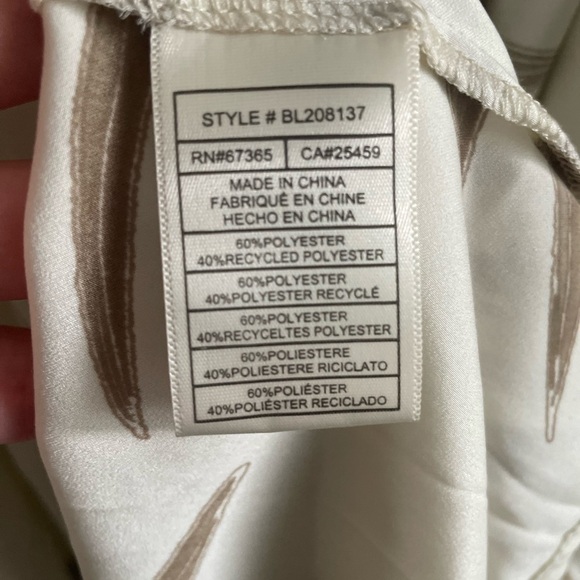 STYLE # BL208137
RN#67365 CA#25459
MADE IN CHINA
FABRIQUÉ EN CHINE
HECHO EN CHINA
60%POLYESTER
40%RECYCLED POLYESTER
60%POLYESTER
40%POLYESTER RECYCLÉ
60%POLYESTER
40%RECYCELTES POLYESTER
60%POLIESTERE
40%POLIESTERE RICICLATO
60%POLIÉSTER
40%POLIÉSTER RECICLADO